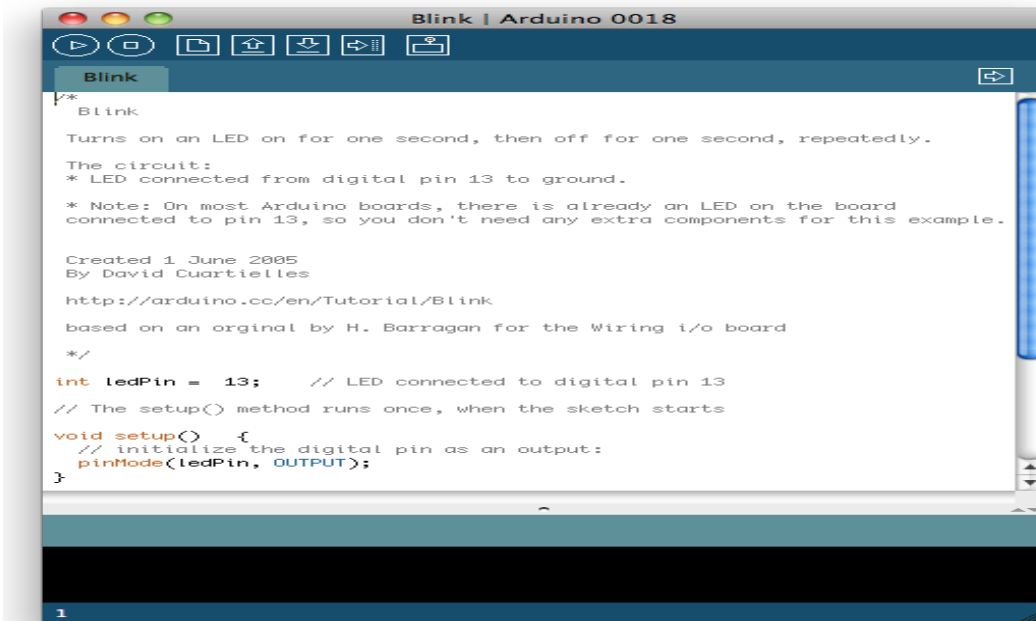 Blink | Arduino 0018
Blink
/*
Blink
Turns on an LED on for one second, then off for one second, repeatedly.
The circuit:
* LED connected from digital pin 13 to ground.
* Note: On most Arduino boards, there is already an LED on the board
connected to pin 13, so you don't need any extra components for this example.
Created 1 June 2005
By David Cuartielles
http://arduino.cc/en/Tutorial/Blink
based on an orginal by H. Barragan for the Wiring i/o board
*/
int ledPin =  13;    // LED connected to digital pin 13
// The setup() method runs once, when the sketch starts
void setup()   {
// initialize the digital pin as an output:
pinMode(ledPin, OUTPUT);
}
1